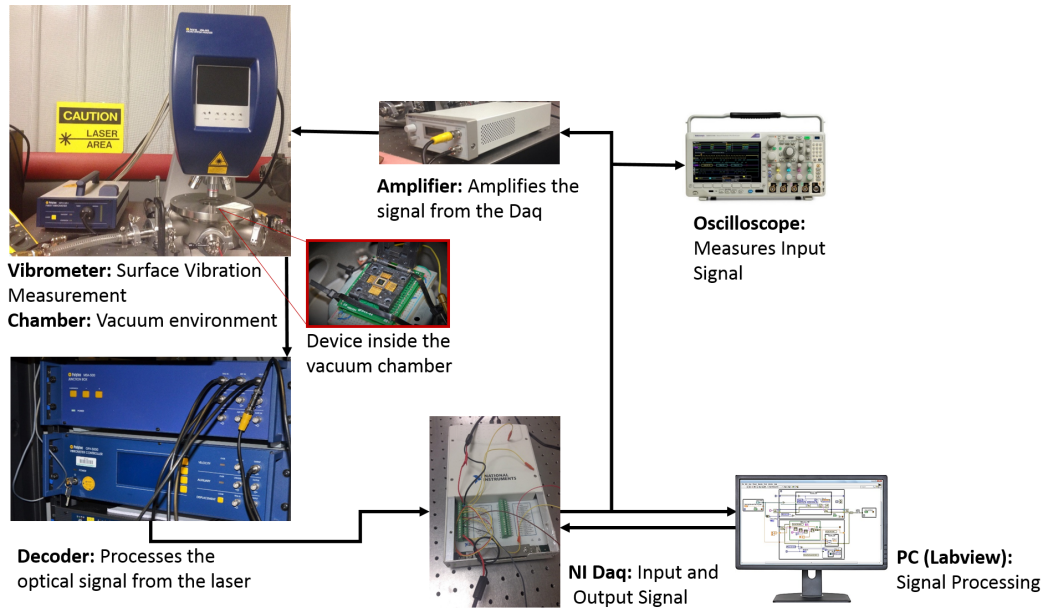 CAUTION
LASER
AREA
Amplifier: Amplifies the
signal from the Daq
Oscilloscope:
Measures Input
Signal
Vibrometer: Surface Vibration
Measurement
Chamber: Vacuum environment
Device inside the
vacuum chamber
NATIONAL
INSTRUMENTS
Decoder: Processes the
optical signal from the laser
NI Daq: Input and
Output Signal
PC (Labview):
Signal Processing